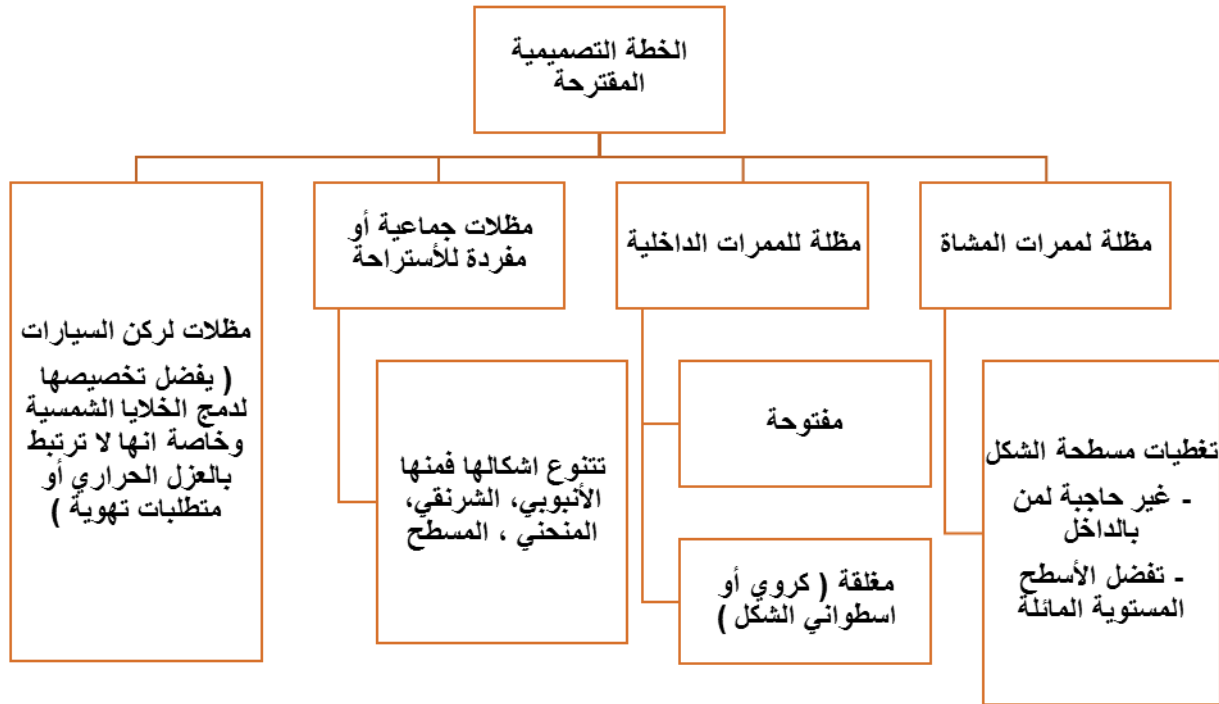 الخطة التصميمية
المقترحة
مظلة لممرات المشاة
تغطيات مسطحة الشكل
- غير حاجبة لمن
بالداخل
- تفضل الأسطح
المستوية المائلة
مظلة للممرات الداخلية
مفتوحة
مغلقة ( كروي أو
اسطواني الشكل )
مظلات جماعية أو
مفردة للأستراحة
تتنوع اشكالها فمنها
الأنبوبي، الشرنقي،
المنحني ، المسطح
مظلات لركن السيارات
( يفضل تخصيصها
لدمج الخلايا الشمسية
وخاصة انها لا ترتبط
بالعزل الحراري أو
متطلبات تهوية )